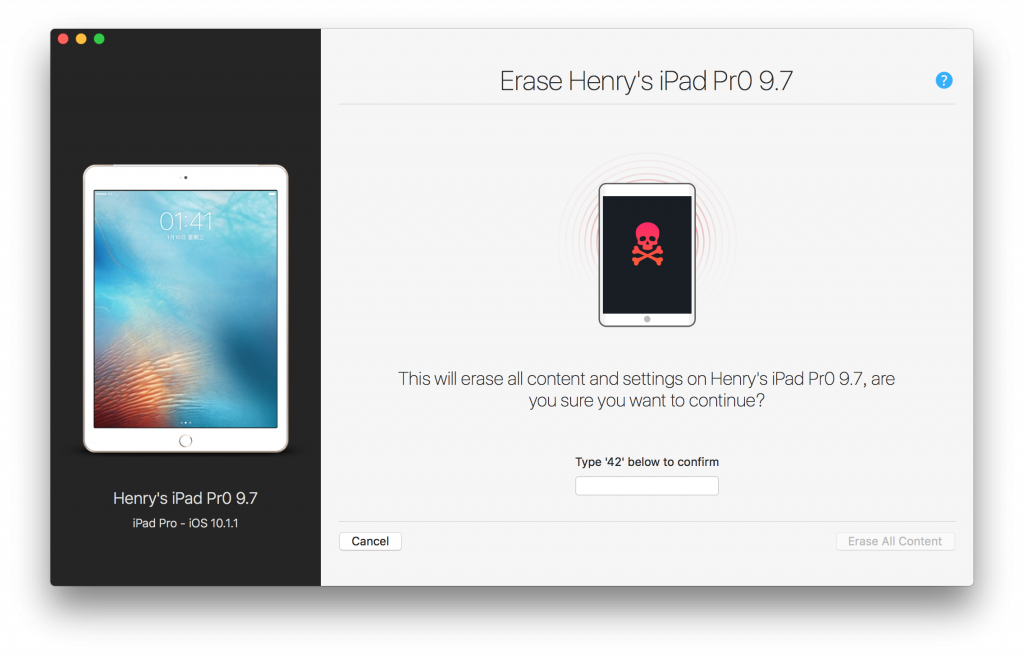 Erase Henry's iPad Pr0 9.7
?
01:41
Henry's iPad Pr0 9.7
iPad Pro - iOS 10.1.1
This will erase all content and settings on Henry's iPad Pr0 9.7, are
you sure you want to continue?
Type '42' below to confirm
Cancel
Erase All Content